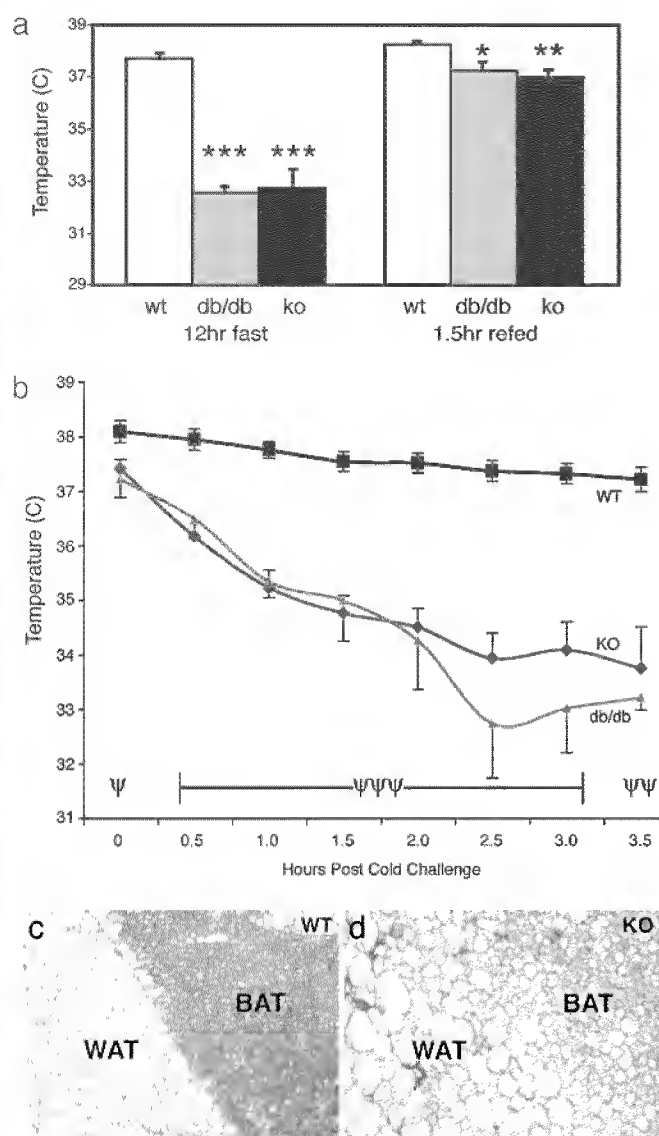 a
Temperature (C)
39
37
35
33
31
29
***
***
*
**
wt db/db ko wt db/db ko
12hr fast 1.5hr refed
b
Temperature (C)
39
38
37
36
35
34
33
32
31
WT
KO
db/db
ψ ψψψ ψψ
0 0.5 1.0 1.5 2.0 2.5 3.0 3.5
Hours Post Cold Challenge
c WT
BAT
WAT
d KO
BAT
WAT